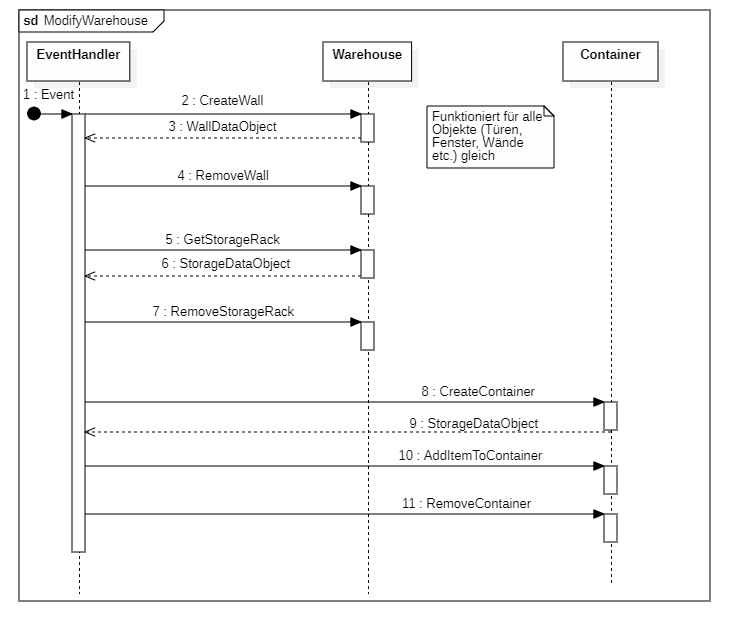 sd ModifyWarehouse
EventHandler
Warehouse
Container
1 : Event
2 : CreateWall
3 : WallDataObject
Funktioniert für alle
Objekte (Türen,
Fenster, Wände
etc.) gleich
4 : RemoveWall
5 : GetStorageRack
6 : StorageDataObject
7 : RemoveStorageRack
8 : CreateContainer
9 : StorageDataObject
10 : AddItemToContainer
11 : RemoveContainer